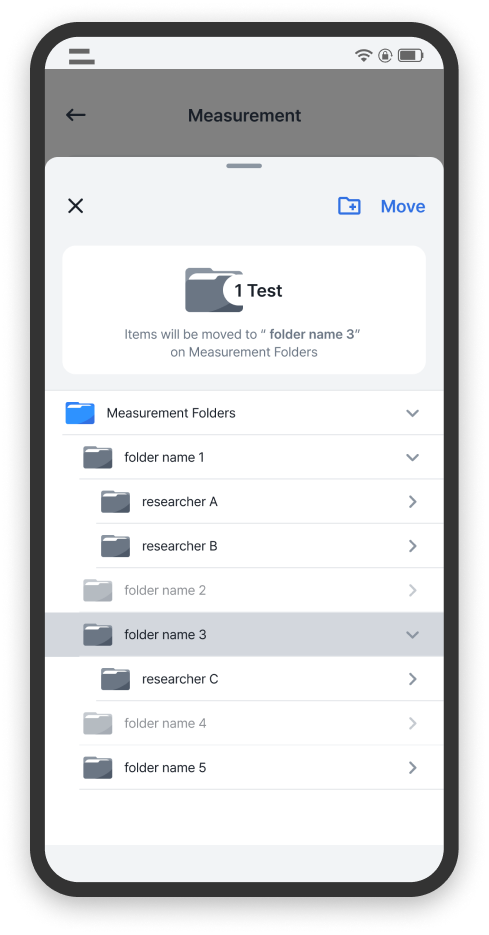 Measurement
Move
1 Test
Items will be moved to “ folder name 3”
on Measurement Folders
Measurement Folders
folder name 1
researcher A
researcher B
folder name 2
folder name 3
researcher C
folder name 4
folder name 5